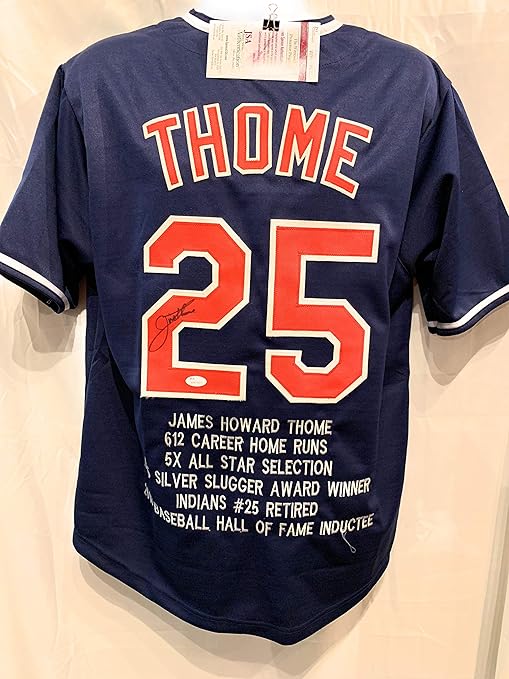 JSA
THOME
25
JAMES HOWARD THOME
612 CAREER HOME RUNS
5X ALL STAR SELECTION
SILVER SLUGGER AWARD WINNER
INDIANS #25 RETIRED
BASEBALL HALL OF FAME INDUCTEE